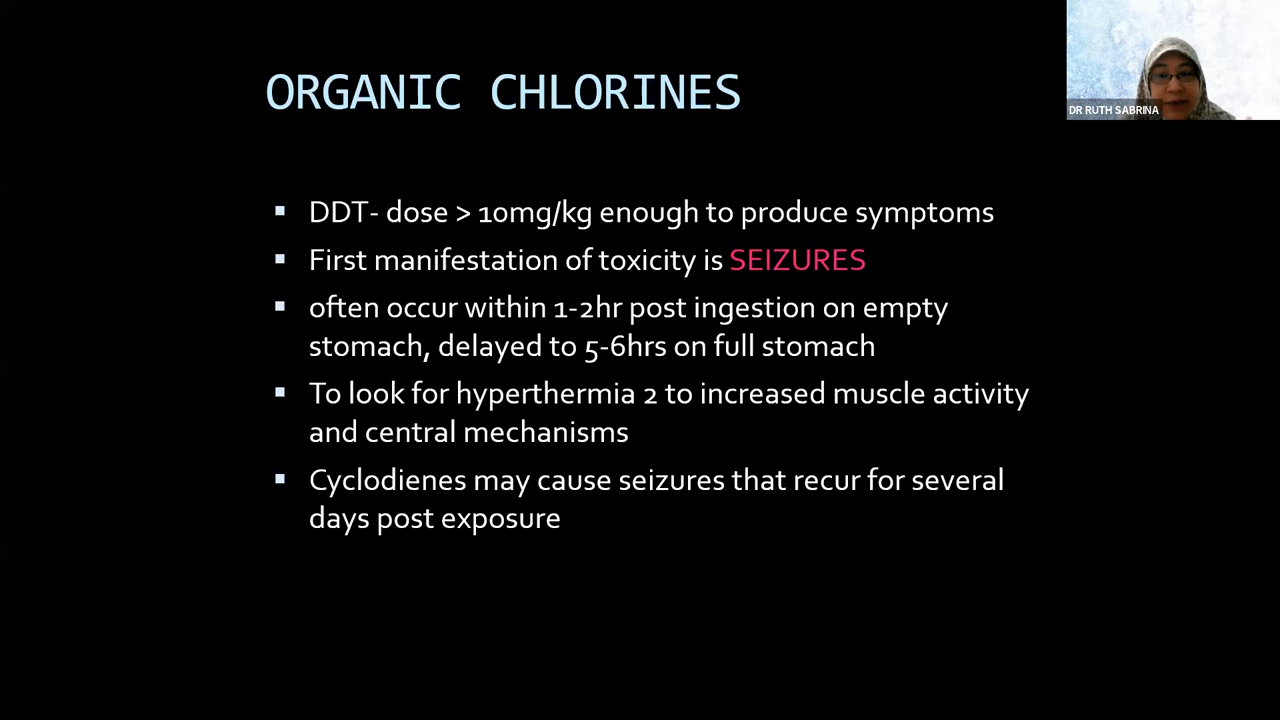 ORGANIC CHLORINES
DR RUTH SABRINA
▪ DDT- dose > 10mg/kg enough to produce symptoms
▪ First manifestation of toxicity is SEIZURES
▪ often occur within 1-2hr post ingestion on empty
stomach, delayed to 5-6hrs on full stomach
▪ To look for hyperthermia 2 to increased muscle activity
and central mechanisms
▪ Cyclodienes may cause seizures that recur for several
days post exposure